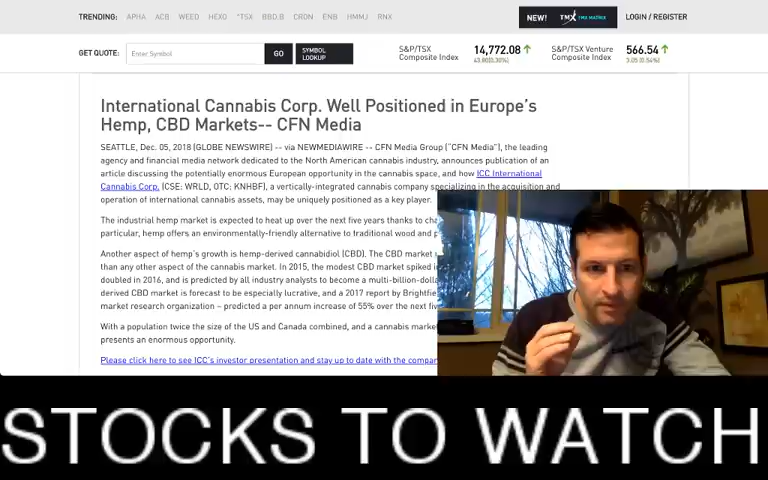 TRENDING: APHA ACB WEED HEXO ^TSX BBD.B CRON ENB HMMJ RNX
NEW! TMX TMX MATRIX
LOGIN / REGISTER
GET QUOTE: Enter Symbol GO SYMBOL LOOKUP
S&P/TSX Composite Index 14,772.08
S&P/TSX Venture Composite Index 566.54
International Cannabis Corp. Well Positioned in Europe's
Hemp, CBD Markets-- CFN Media
SEATTLE, Dec. 05, 2018 (GLOBE NEWSWIRE) -- via NEWMEDIAWIRE -- CFN Media Group ("CFN Media"), the leading
agency and financial media network dedicated to the North American cannabis industry, announces publication of an
article discussing the potentially enormous European opportunity in the cannabis space, and how ICC International
Cannabis Corp. (CSE: WRLD, OTC: KNHBF), a vertically-integrated cannabis company specializing in the acquisition and
operation of international cannabis assets, may be uniquely positioned as a key player.
The industrial hemp market is expected to heat up over the next five years thanks to
particular, hemp offers an environmentally-friendly alternative to traditional wood and
Another aspect of hemp's growth is hemp-derived cannabidiol (CBD). The CBD market
than any other aspect of the cannabis market. In 2015, the modest CBD market spiked
doubled in 2016, and is predicted by all industry analysts to become a multi-billion-
derived CBD market is forecast to be especially lucrative, and a 2017 report by
market research organization – predicted a per annum increase of 55% over the next
With a population twice the size of the US and Canada combined, and a cannabis
presents an enormous opportunity.
Please click here to see ICC's investor presentation and stay up to date with the
STOCKS TO WATCH